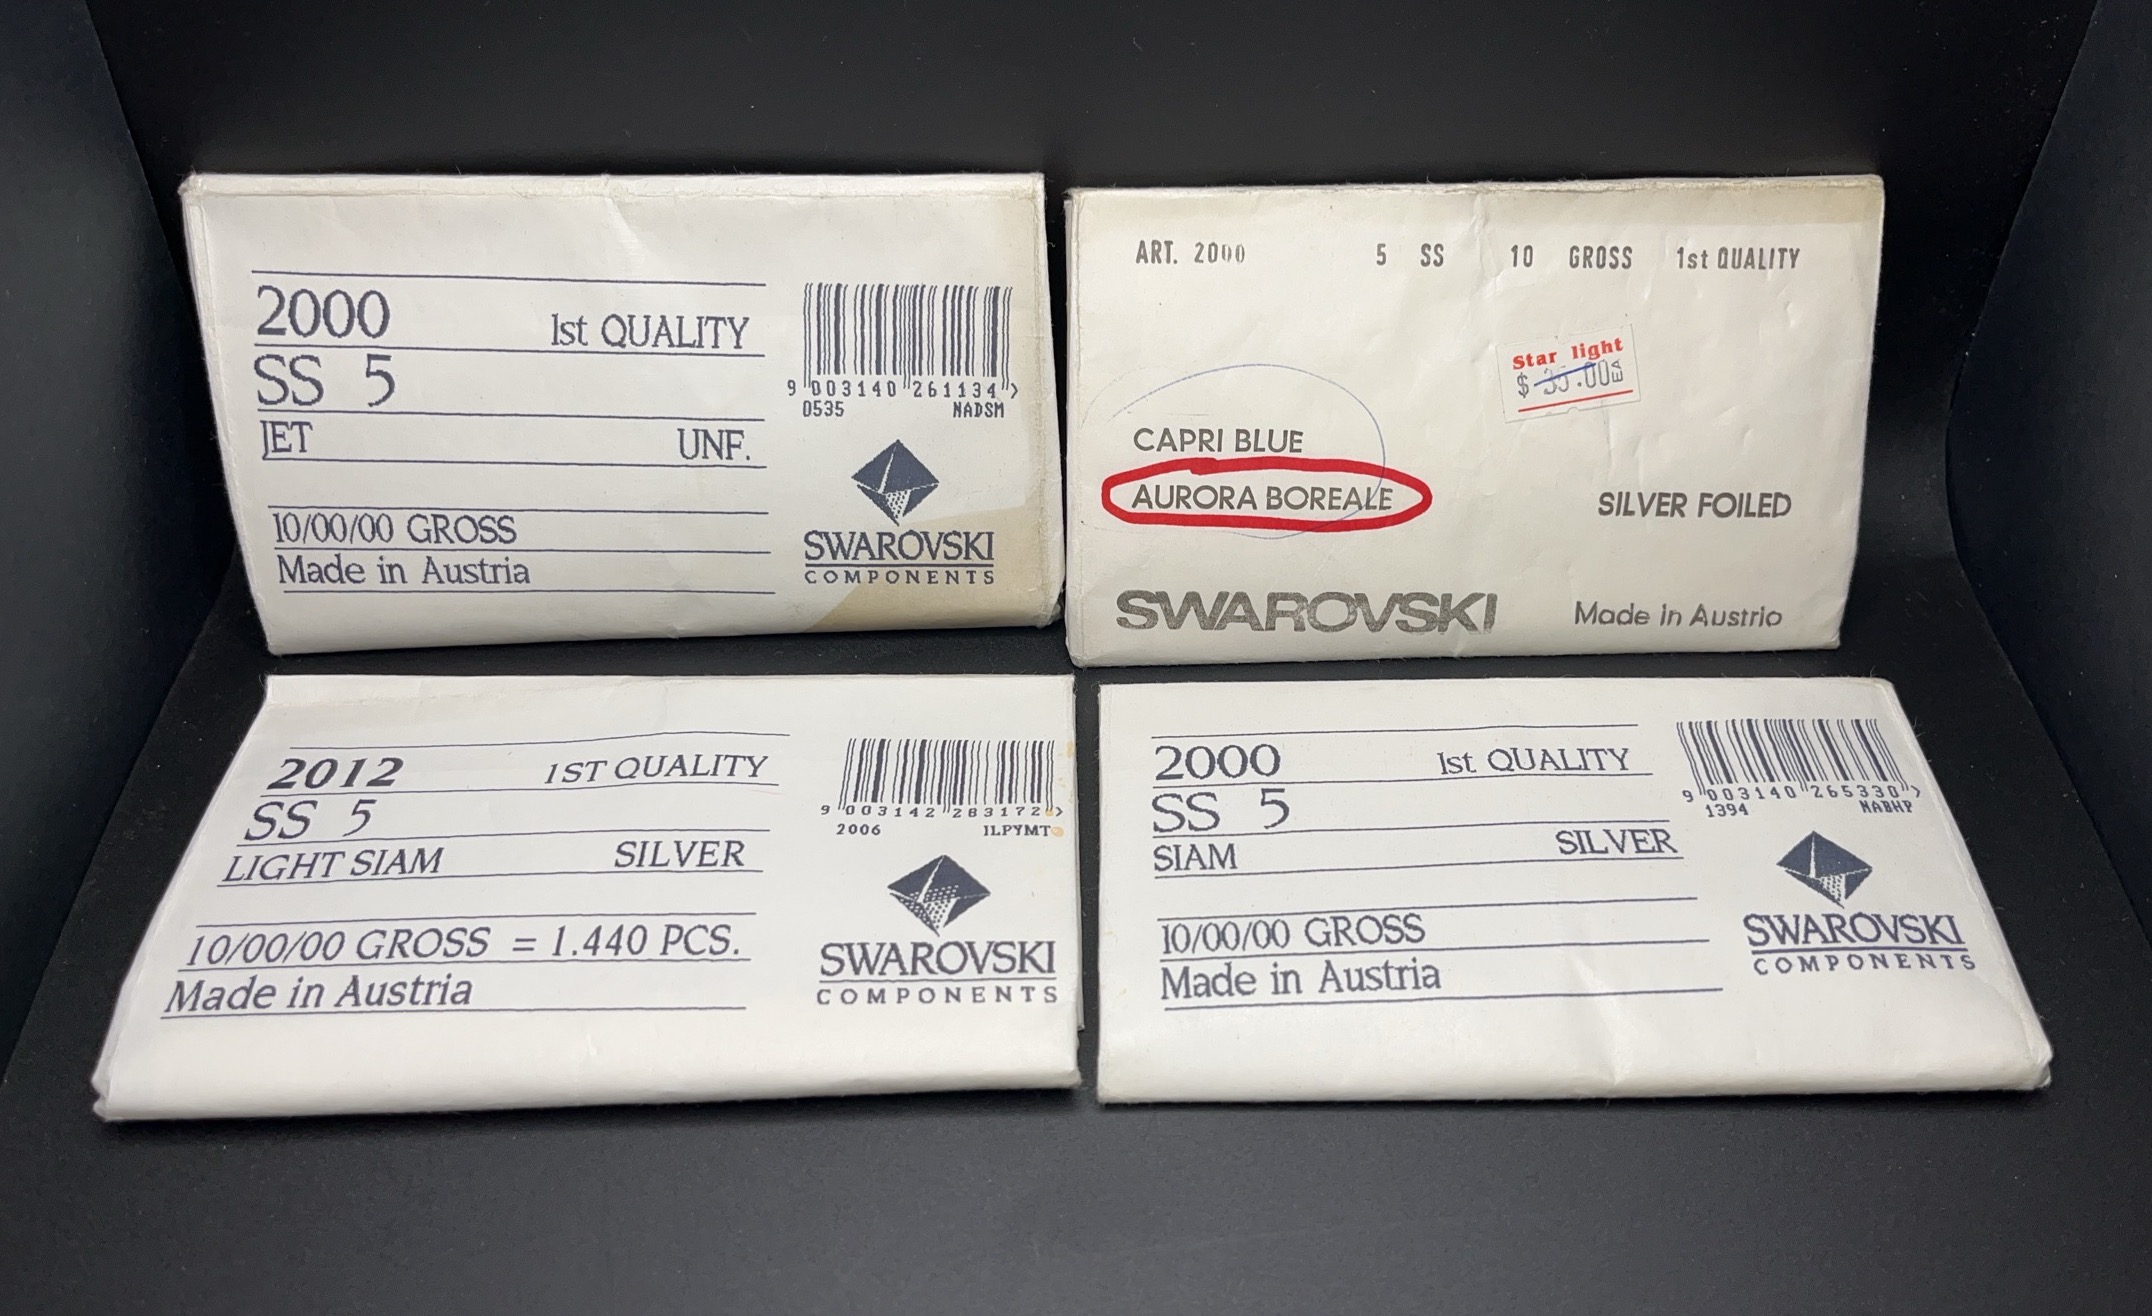 2000 1st QUALITY
SS 5
JET UNF.
10/00/00 GROSS
Made in Austria
9 003140 261134 >
0535 NADSM
SWAROVSKI
COMPONENTS
ART. 2000 5 SS 10 GROSS 1st QUALITY
Star light
$ 35.00 EA
CAPRI BLUE
AURORA BOREALE SILVER FOILED
SWAROVSKI Made in Austria
2012 1ST QUALITY
SS 5
LIGHT SIAM SILVER
10/00/00 GROSS = 1.440 PCS.
Made in Austria
9 003142 283172 >
2006 1LPYMT
SWAROVSKI
COMPONENTS
2000 1st QUALITY
SS 5
SIAM SILVER
10/00/00 GROSS
Made in Austria
9 003140 265330 >
1394 NABHP
SWAROVSKI
COMPONENTS